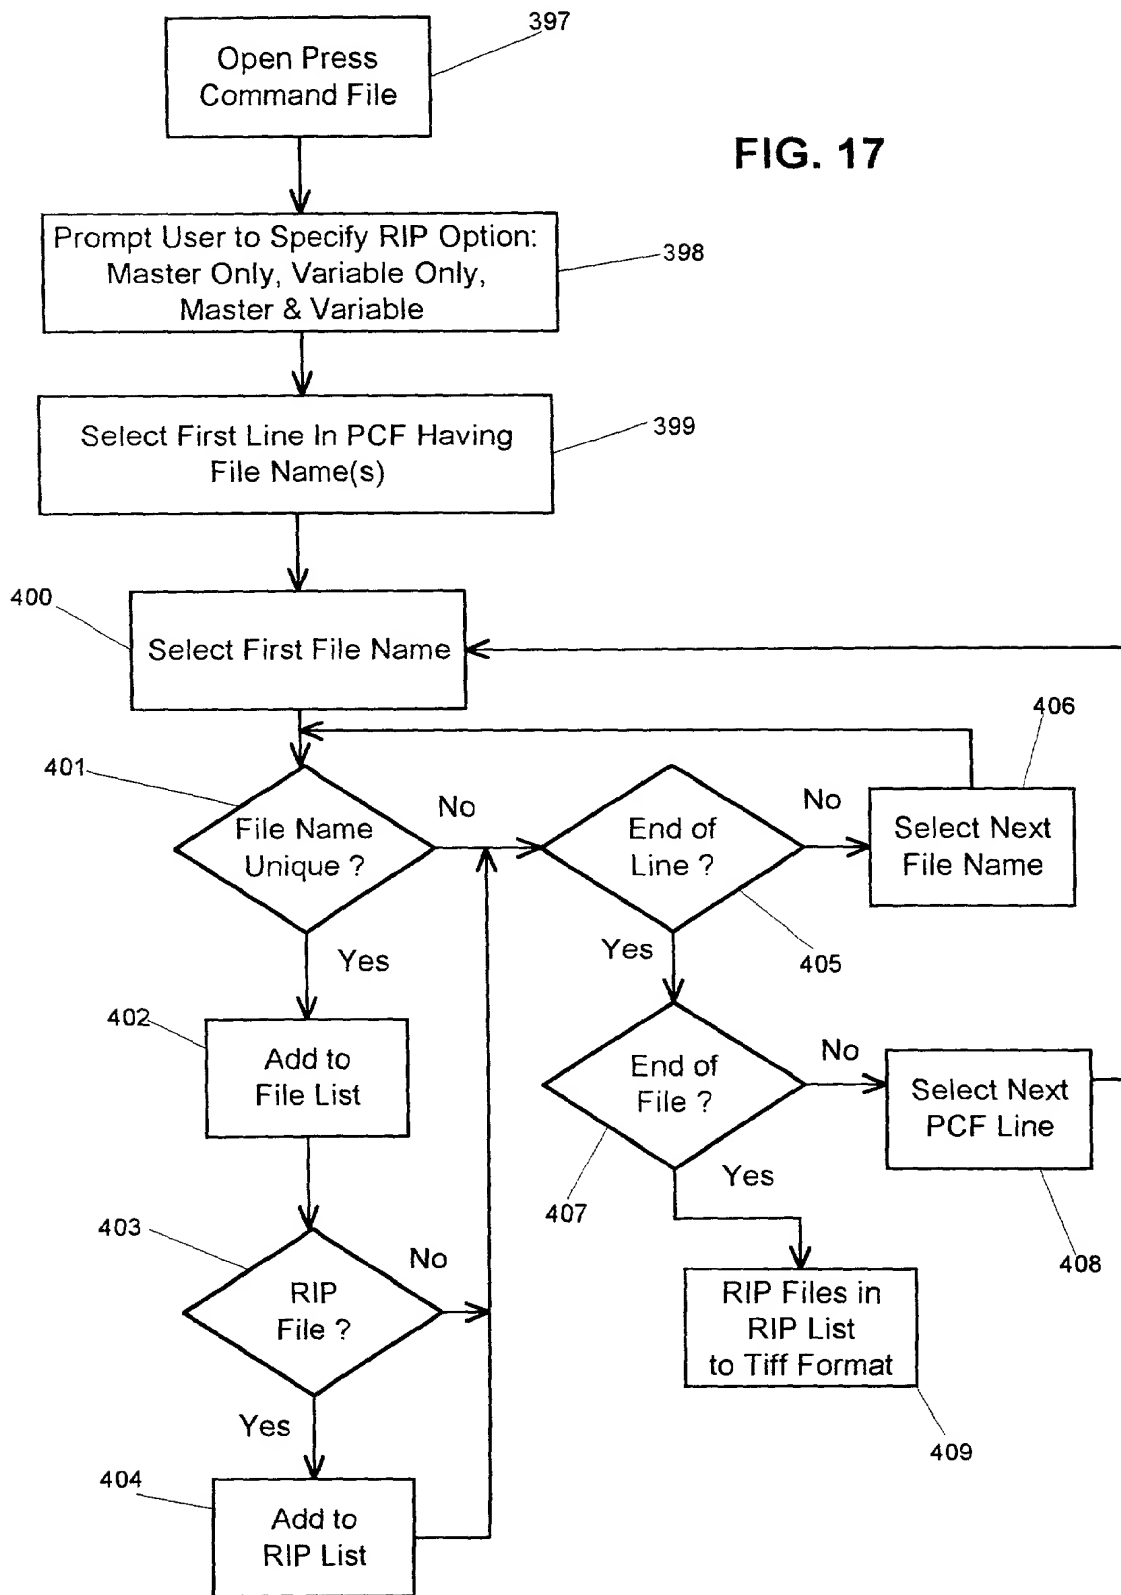 397
Open Press
Command File
FIG. 17
Prompt User to Specify RIP Option:
Master Only, Variable Only,
Master & Variable
398
Select First Line In PCF Having
File Name(s)
399
400
Select First File Name
406
401
File Name
Unique ?
No
End of
Line ?
No
Select Next
File Name
Yes
Yes
405
402
Add to
File List
End of
File ?
No
Select Next
PCF Line
Yes
407
408
403
RIP
File ?
No
RIP Files in
RIP List
to Tiff Format
409
Yes
404
Add to
RIP List